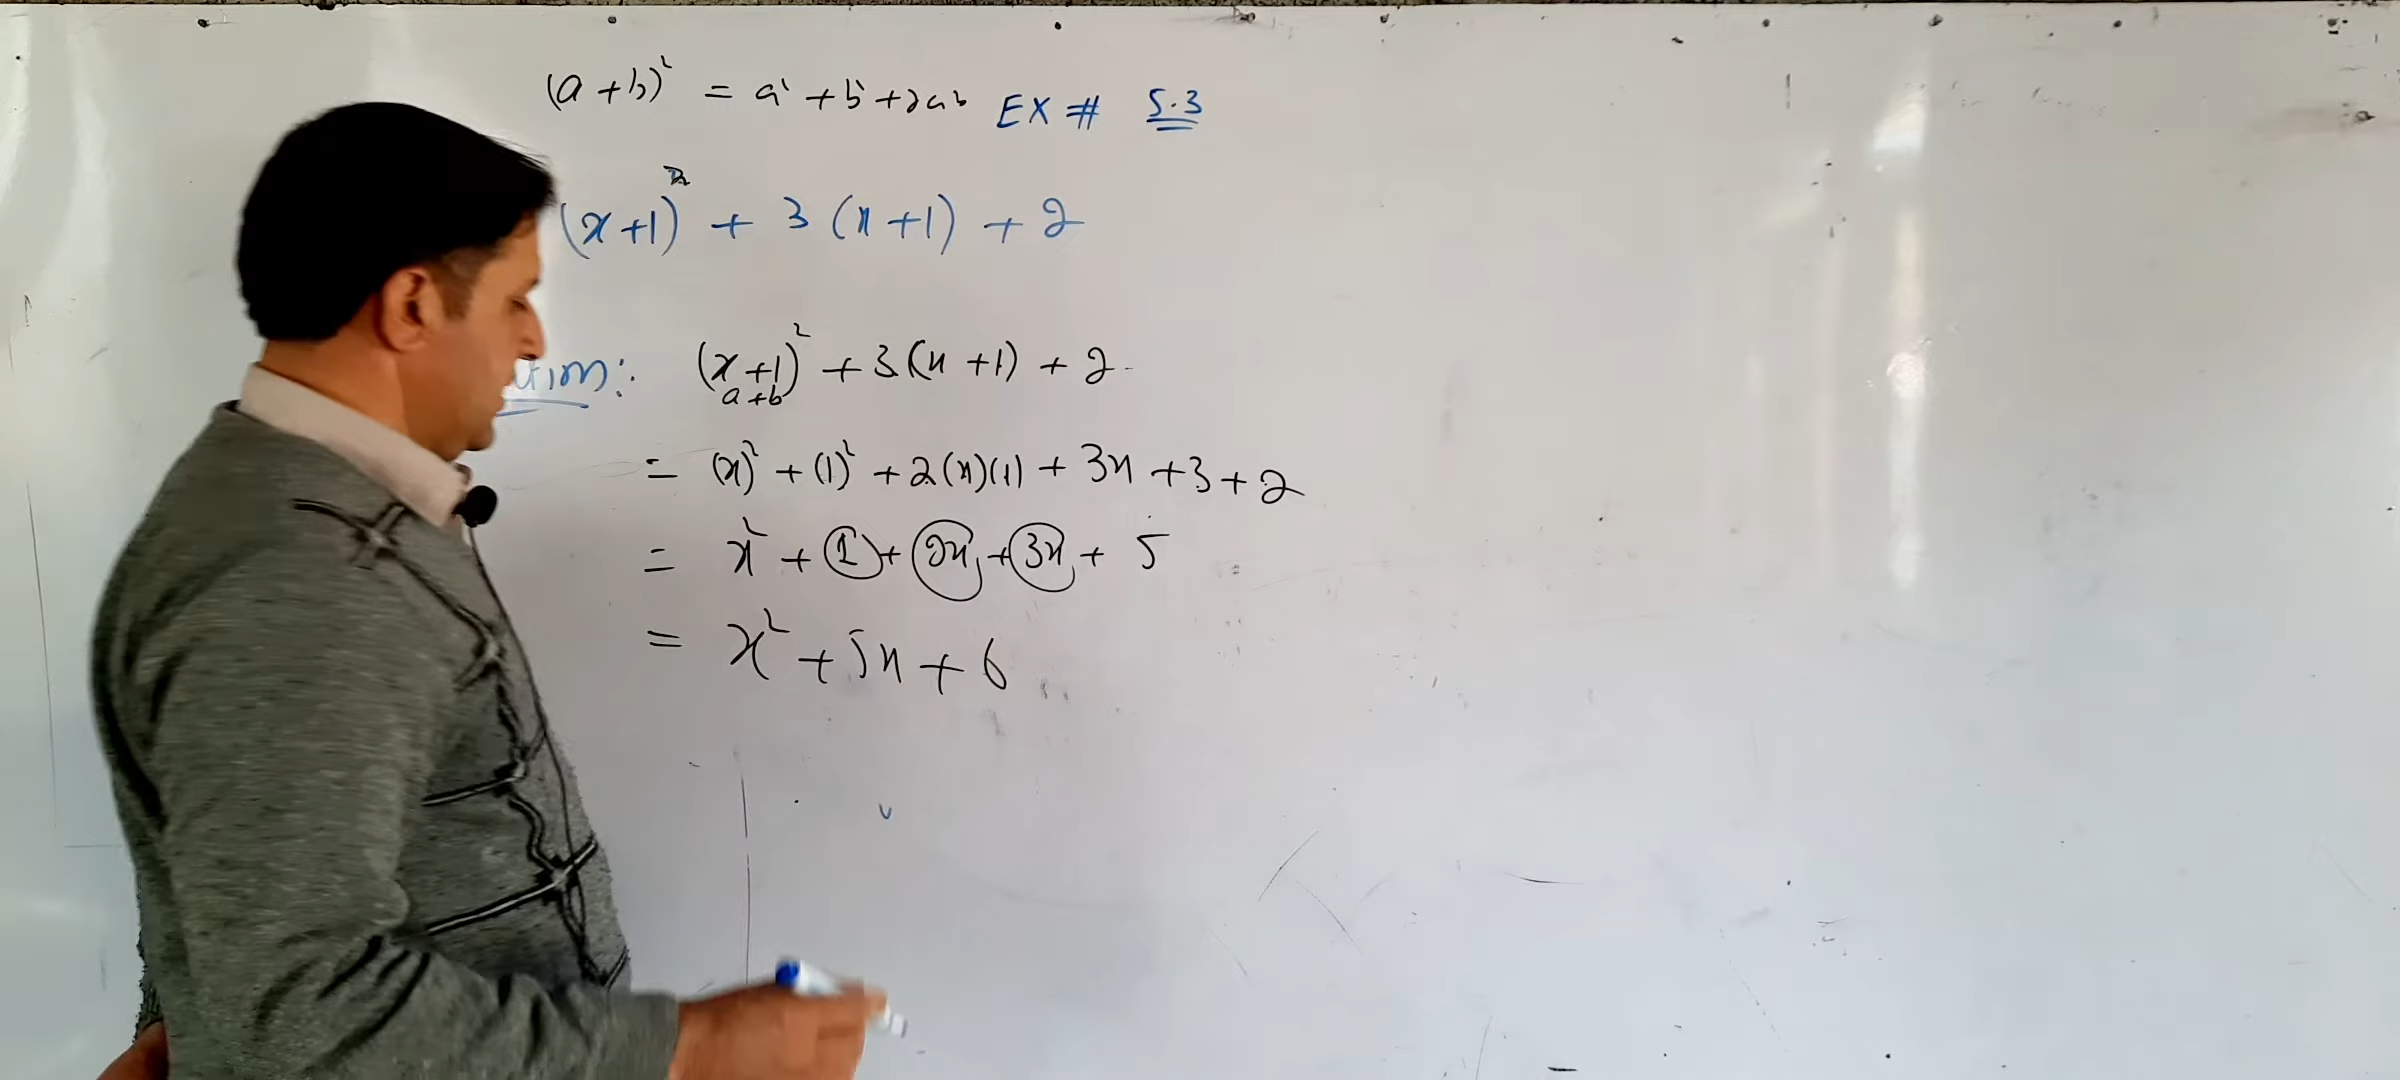 (a+b)² = a²+b²+2ab EX # 5.3
(x+1)² + 3(x+1) + 2
(x+1)² + 3(x+1) + 2
a+b
= (x)² + (1)² + 2(x)(1) + 3x + 3 + 2
= x² + 1 + 2x + 3x + 5
= x² + 5x + 6